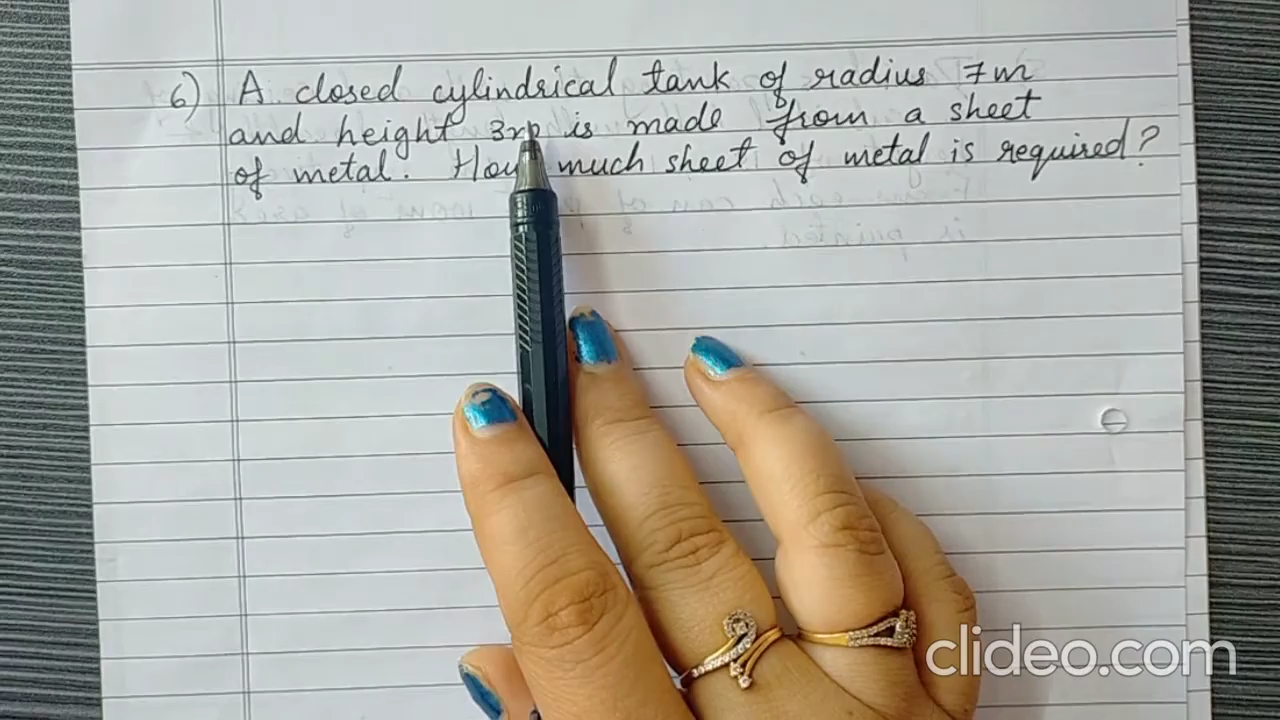 6) A closed cylindrical tank of radius 7m
and height 3m is made from a sheet
of metal. How much sheet of metal is required?
clideo.com